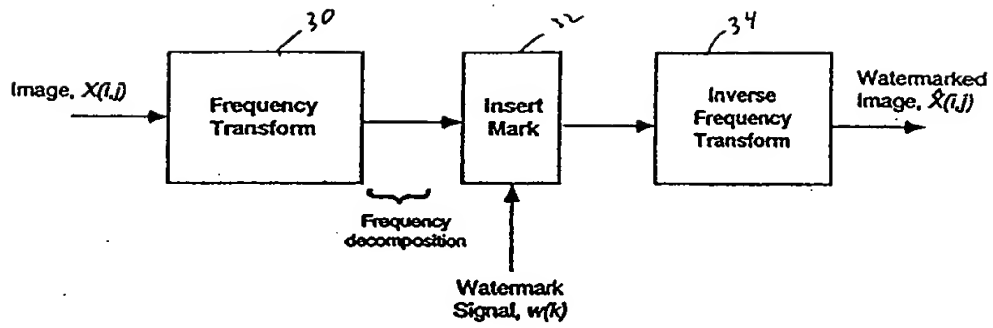 30
32
34
Image, X(i,j)
Frequency
Transform
Insert
Mark
Inverse
Frequency
Transform
Watermarked
Image, X̂(i,j)
Frequency
decomposition
Watermark
Signal, w(k)